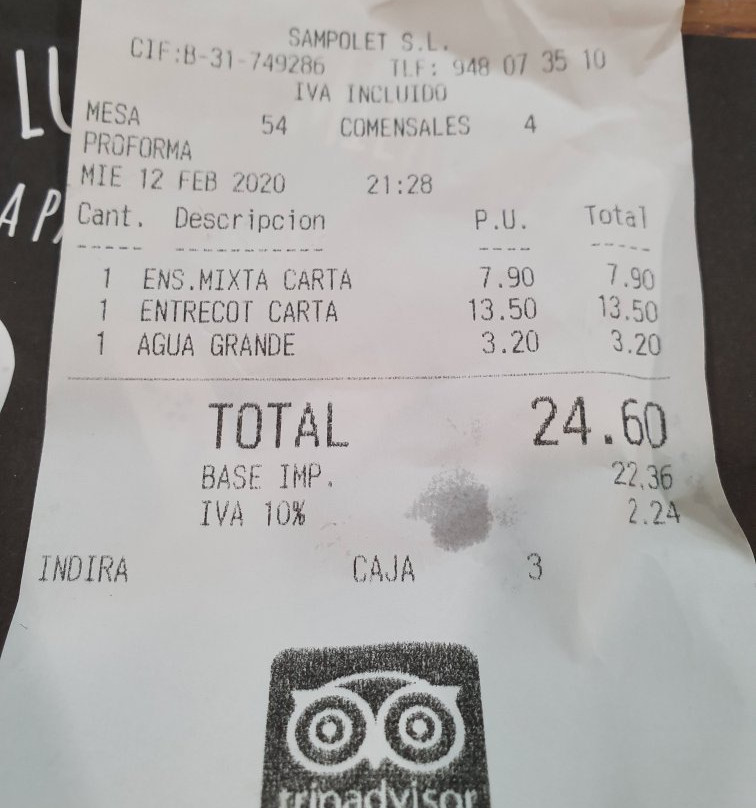 SAMPOLET S.L.
CIF:B-31-749286 TLF: 948 07 35 10
IVA INCLUIDO
MESA 54 COMENSALES 4
PROFORMA
MIE 12 FEB 2020 21:28
Cant. Descripcion P.U. Total
----- ------------- ---- -----
1 ENS.MIXTA CARTA 7.90 7.90
1 ENTRECOT CARTA 13.50 13.50
1 AGUA GRANDE 3.20 3.20
TOTAL 24.60
BASE IMP. 22,36
IVA 10% 2.24
INDIRA CAJA 3
tripadvisor